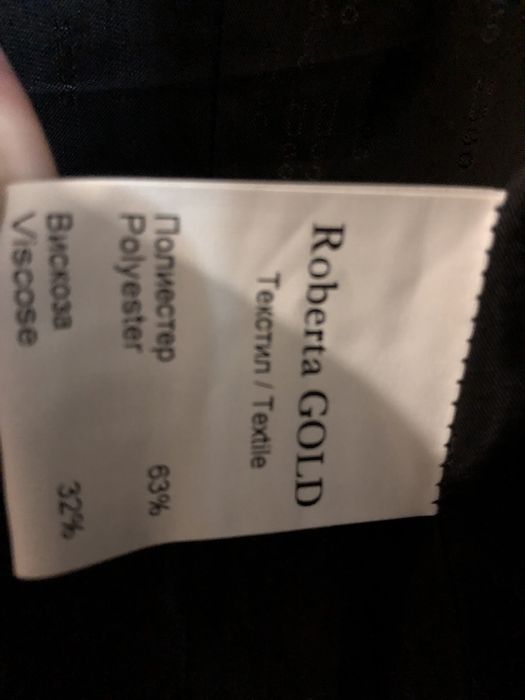 Roberta GOLD
Текстил / Textile
Полиестер
Polyester 63%
Вискоза
Viscose 32%